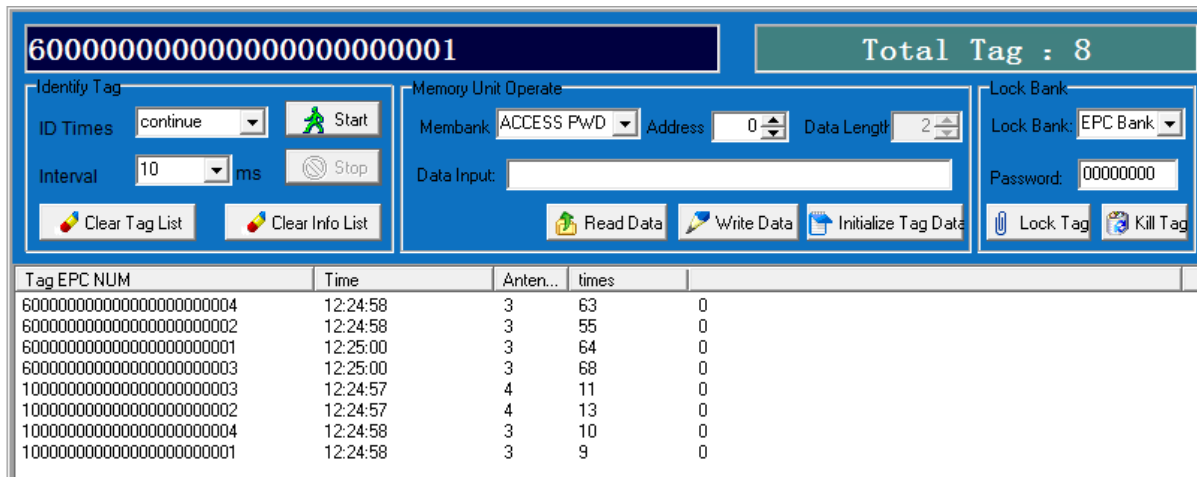 600000000000000000000001 Total Tag : 8
Identify Tag Memory Unit Operate Lock Bank
ID Times continue Start Membank ACCESS PWD Address 0 Data Length 2 Lock Bank: EPC Bank
Interval 10 ms Stop Data Input: Password: 00000000
Clear Tag List Clear Info List Read Data Write Data Initialize Tag Data Lock Tag Kill Tag
Tag EPC NUM Time Anten... times
600000000000000000000004 12:24:58 3 63 0
600000000000000000000002 12:24:58 3 55 0
600000000000000000000001 12:25:00 3 64 0
600000000000000000000003 12:25:00 3 68 0
100000000000000000000003 12:24:57 4 11 0
100000000000000000000002 12:24:57 4 13 0
100000000000000000000004 12:24:58 3 10 0
100000000000000000000001 12:24:58 3 9 0